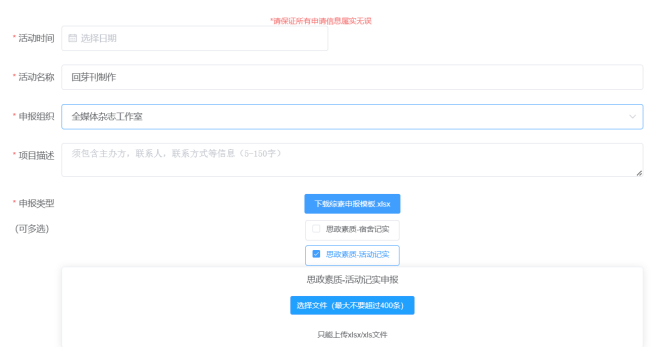 *请保证所有申请信息属实无误
* 活动时间 选择日期
* 活动名称 回芽刊制作
* 申报组织 全媒体杂志工作室
* 项目描述 须包含主办方，联系人，联系方式等信息（5-150字）
* 申报类型 下载综素申报模板.xlsx
(可多选) 思政素质-宿舍记实
思政素质-活动记实
思政素质-活动记实申报
选择文件（最大不要超过400条）
只能上传xlsx/xls文件